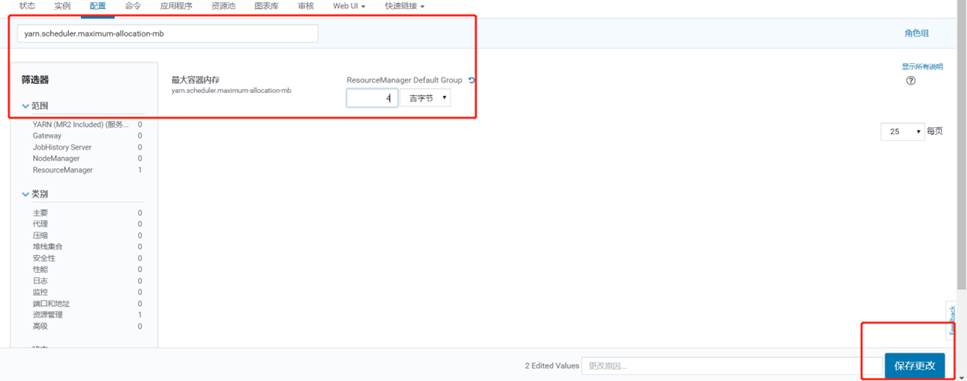 状态 实例 配置 命令 应用程序 资源池 图表库 审核 Web UI 快速链接
yarn.scheduler.maximum-allocation-mb
角色组
筛选器
范围
YARN (MR2 Included) (服务... 0
Gateway 0
JobHistory Server 0
NodeManager 0
ResourceManager 1
类别
主要 0
代理 0
压缩 0
堆栈集合 0
安全性 0
性能 0
日志 0
监控 0
端口和地址 0
资源管理 1
高级 0
最大容器内存
yarn.scheduler.maximum-allocation-mb
ResourceManager Default Group
4 吉字节
显示所有说明
25 每页
Feedback
2 Edited Values 更改原因... 保存更改